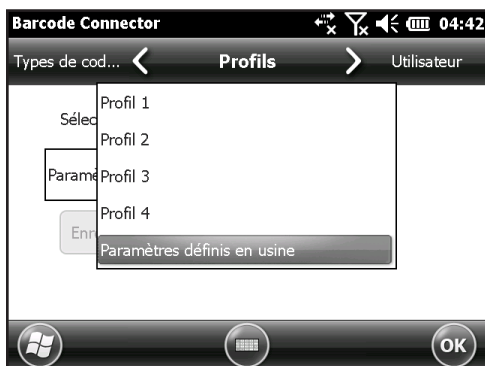 Barcode Connector 04:42
Types de cod... Profils Utilisateur
Profil 1
Sélec
Profil 2
Paramè
Profil 3
Profil 4
Enr
Paramètres définis en usine
OK